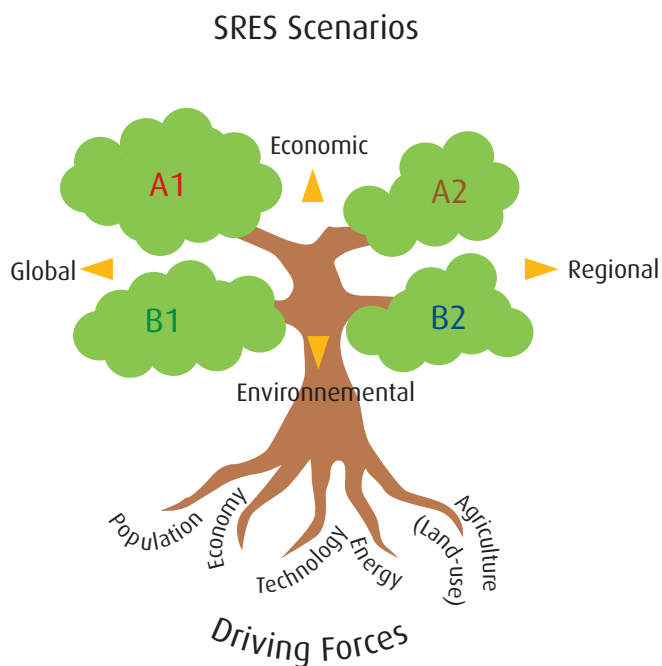 SRES Scenarios
Economic
A1
A2
Global
Regional
B1
B2
Environnemental
Population
Economy
Technology
Energy
Agriculture
(Land-use)
Driving Forces